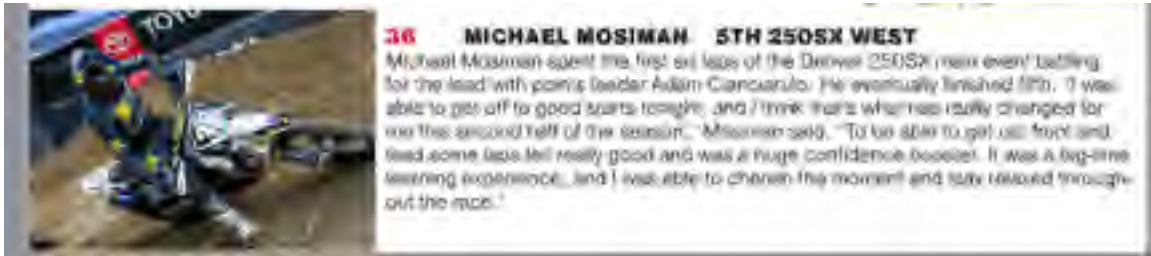 TOYO
36 MICHAEL MOSIMAN 5TH 250SX WEST
Michael Mosiman spent the first six laps of the Denver 250SX main event battling
for the lead with points leader Adam Cianciarulo. He eventually finished fifth. "I was
able to get off to good starts tonight, and I think that's what has really changed for
me this second half of the season," Mosiman said. "To be able to get out front and
lead some laps felt really good and was a huge confidence booster. It was a big-time
learning experience, and I was able to cherish the moment and stay relaxed through-
out the race."